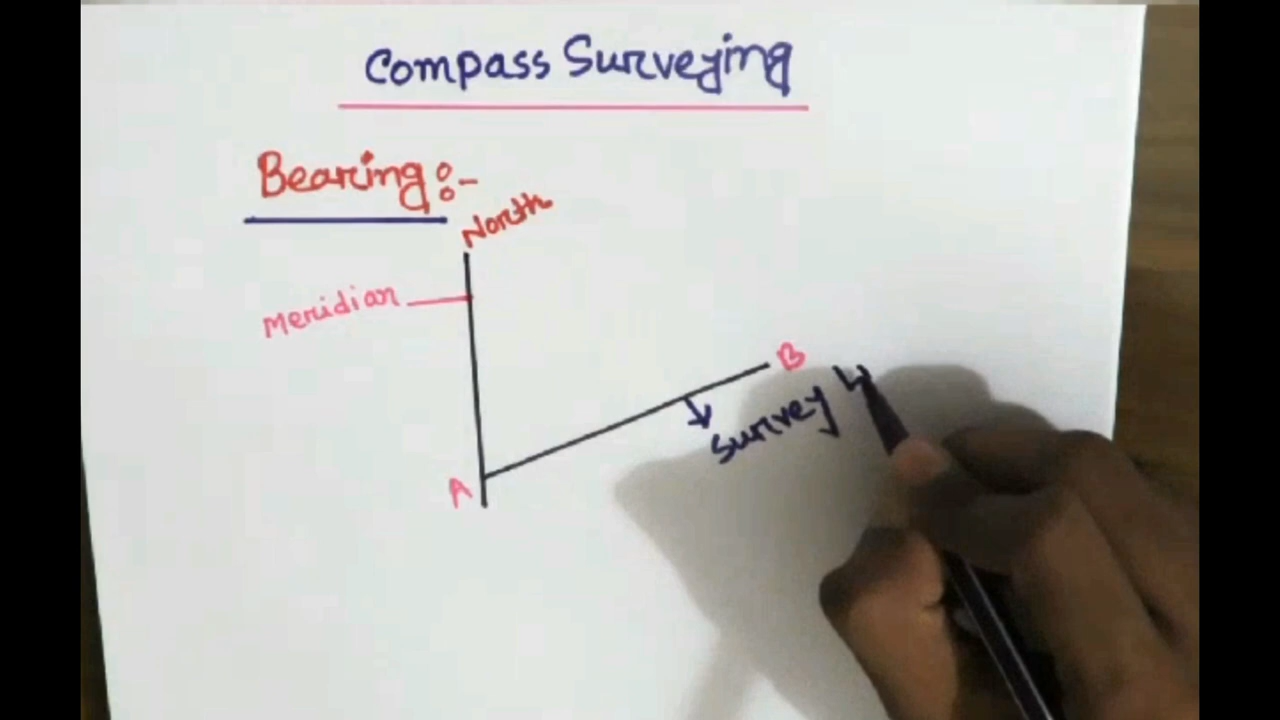 Compass Surveying
Bearing :-
North
Meridian
B
Survey
A